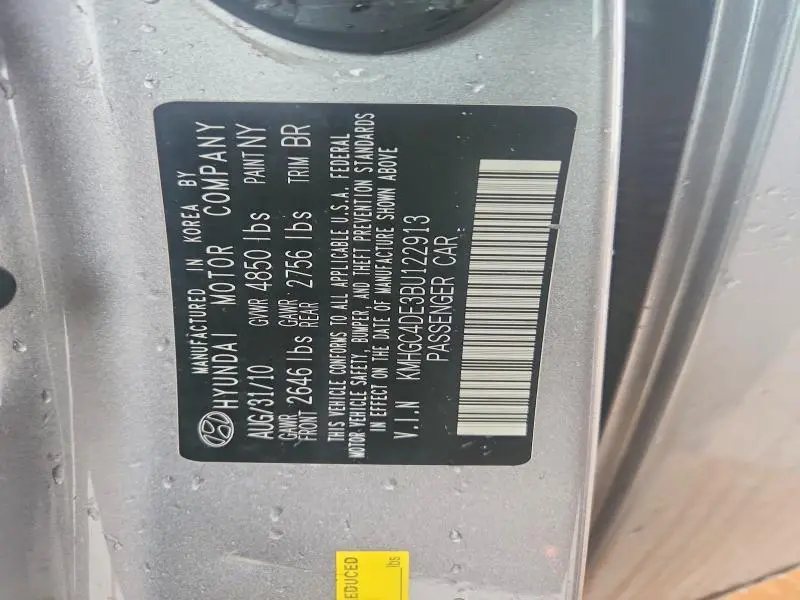 MANUFACTURED IN KOREA BY
HYUNDAI MOTOR COMPANY
AUG/31/10 GVWR 4850 lbs PAINT NY
GAWR FRONT 2646 lbs GAWR REAR 2756 lbs TRIM BR
THIS VEHICLE CONFORMS TO ALL APPLICABLE U.S.A. FEDERAL
MOTOR-VEHICLE SAFETY, BUMPER, AND THEFT PREVENTION STANDARDS
IN EFFECT ON THE DATE OF MANUFACTURE SHOWN ABOVE
V.I.N KMHGC4DE3BU122913
PASSENGER CAR
EDUCED
lbs